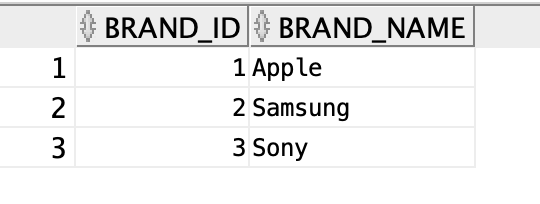 BRAND_ID BRAND_NAME
1 1 Apple
2 2 Samsung
3 3 Sony